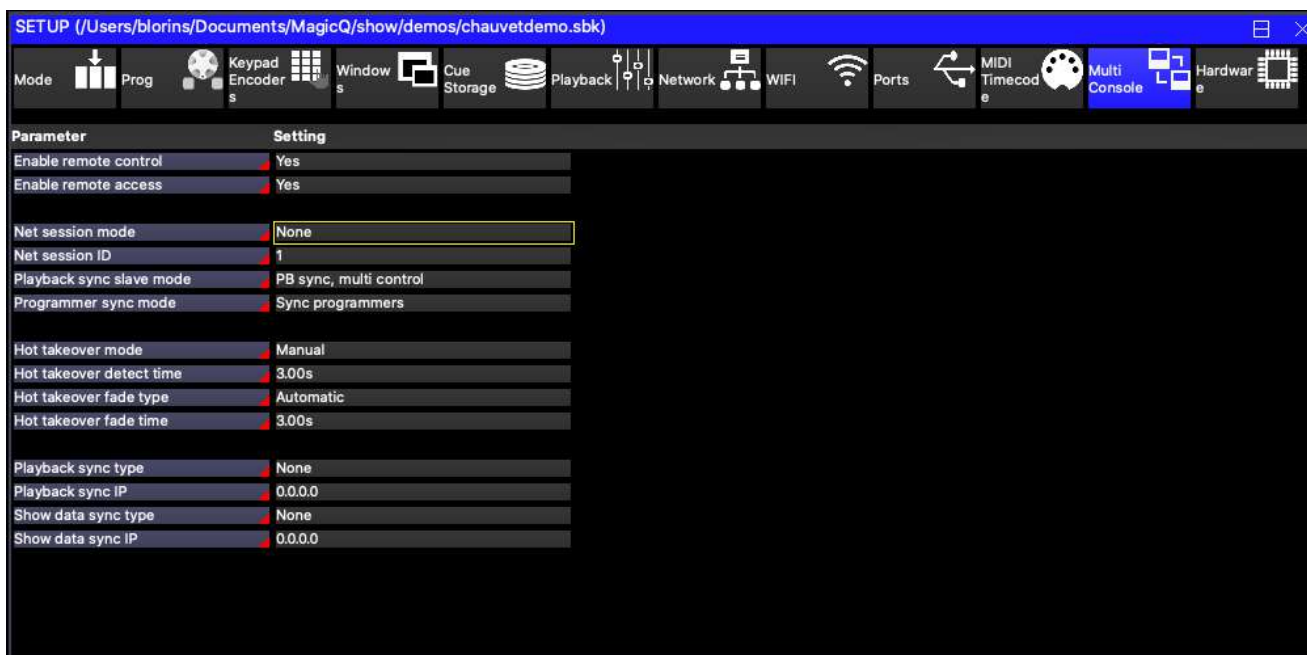 SETUP (/Users/blorins/Documents/MagicQ/show/demos/chauvetdemo.sbk)
Mode Prog Keypad Encoders Windows Cue Storage Playback Network WIFI Ports MIDI Timecode Multi Console Hardware
Parameter Setting
Enable remote control Yes
Enable remote access Yes
Net session mode None
Net session ID 1
Playback sync slave mode PB sync, multi control
Programmer sync mode Sync programmers
Hot takeover mode Manual
Hot takeover detect time 3.00s
Hot takeover fade type Automatic
Hot takeover fade time 3.00s
Playback sync type None
Playback sync IP 0.0.0.0
Show data sync type None
Show data sync IP 0.0.0.0